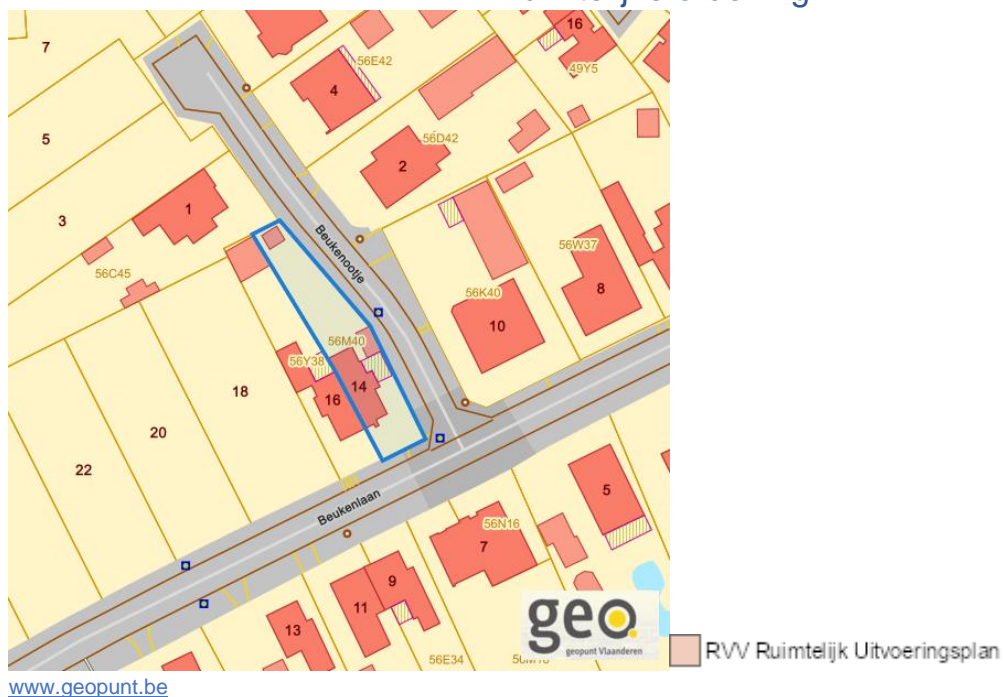 7
16
56E42
49Y5
4
5
56D42
2
1
3
Beukenootje
56C45
56W37
8
56K40
10
56M40
56Y38
14
16
18
20
22
Beukenlaan
5
56N16
7
9
11
13
56E34
geo
geopunt Vlaanderen
RVV Ruimtelijk Uitvoeringsplan
www.geopunt.be